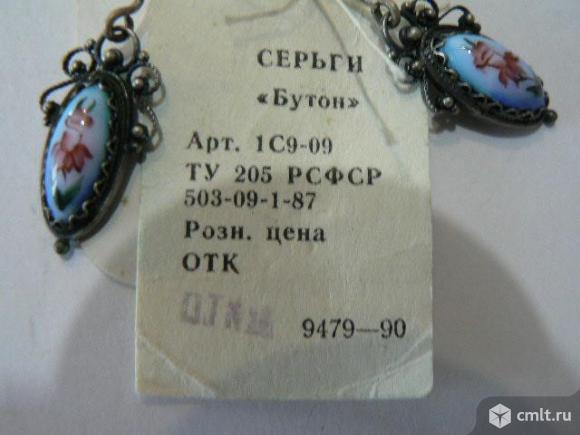 СЕРЬГИ
«Бутон»
Арт. 1С9-09
ТУ 205 РСФСР
503-09-1-87
Розн. цена
ОТК
9479—90
cmlt.ru